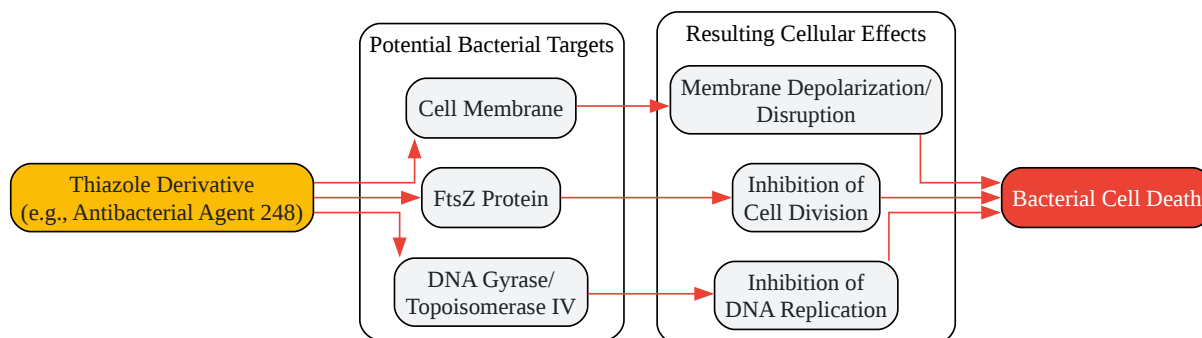 Potential Bacterial Targets
Resulting Cellular Effects
Cell Membrane
Membrane Depolarization/
Disruption
Thiazole Derivative
(e.g., Antibacterial Agent 248)
FtsZ Protein
Inhibition of
Cell Division
Bacterial Cell Death
DNA Gyrase/
Topoisomerase IV
Inhibition of
DNA Replication